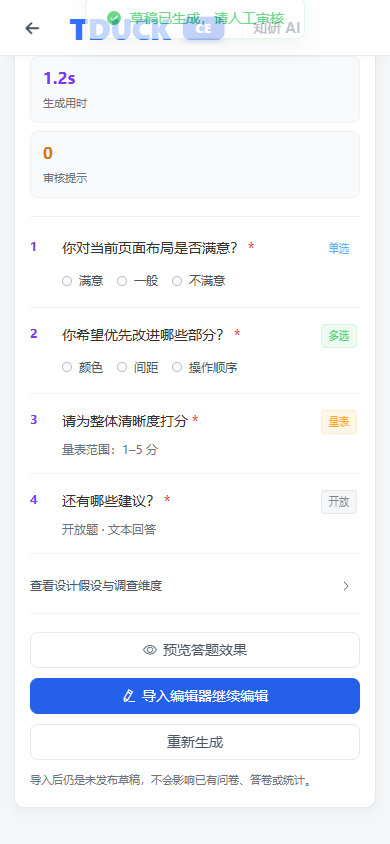 草稿已生成，请人工审核
TDUCK CE 知研 AI
1.2s
生成用时
0
审核提示
1 你对当前页面布局是否满意？ * 单选
满意 一般 不满意
2 你希望优先改进哪些部分？ * 多选
颜色 间距 操作顺序
3 请为整体清晰度打分 * 量表
量表范围：1–5 分
4 还有哪些建议？ * 开放
开放题 · 文本回答
查看设计假设与调查维度
预览答题效果
导入编辑器继续编辑
重新生成
导入后仍是未发布草稿，不会影响已有问卷、答卷或统计。